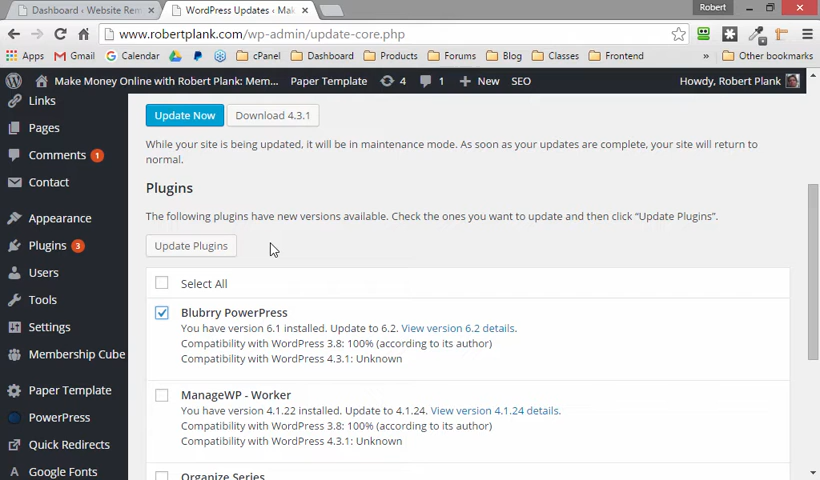 Dashboard ‹ Website Rem
WordPress Updates ‹ Mak
Robert
www.robertplank.com/wp-admin/update-core.php
Apps Gmail Calendar cPanel Dashboard Products Forums Blog Classes Frontend » Other bookmarks
Make Money Online with Robert Plank: Mem... Paper Template 4 1 New SEO Howdy, Robert Plank
Links
Pages
Comments 1
Contact
Appearance
Plugins 3
Users
Tools
Settings
Membership Cube
Paper Template
PowerPress
Quick Redirects
Google Fonts
Update Now Download 4.3.1
While your site is being updated, it will be in maintenance mode. As soon as your updates are complete, your site will return to
normal.
Plugins
The following plugins have new versions available. Check the ones you want to update and then click “Update Plugins”.
Update Plugins
Select All
Blubrry PowerPress
You have version 6.1 installed. Update to 6.2. View version 6.2 details.
Compatibility with WordPress 3.8: 100% (according to its author)
Compatibility with WordPress 4.3.1: Unknown
ManageWP - Worker
You have version 4.1.22 installed. Update to 4.1.24. View version 4.1.24 details.
Compatibility with WordPress 3.8: 100% (according to its author)
Compatibility with WordPress 4.3.1: Unknown
Organize Series